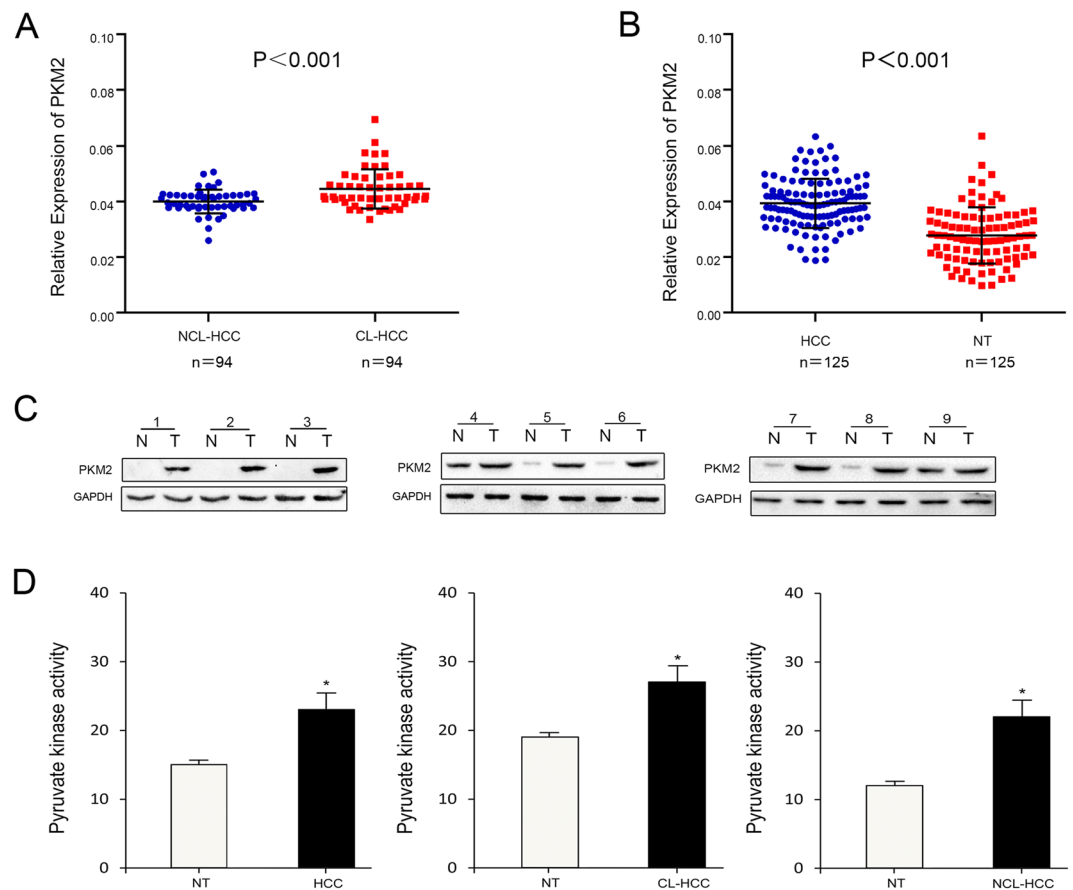 A
Relative Expression of PKM2
0.10
0.08
0.06
0.04
0.02
0.00
P<0.001
NCL-HCC
CL-HCC
n=94
n=94
B
Relative Expression of PKM2
0.10
0.08
0.06
0.04
0.02
0.00
P<0.001
HCC
NT
n=125
n=125
C
1 2 3
N T N T N T
PKM2
GAPDH
4 5 6
N T N T N T
PKM2
GAPDH
7 8 9
N T N T N T
PKM2
GAPDH
D
Pyruvate kinase activity
40
30
20
10
0
*
NT HCC
Pyruvate kinase activity
40
30
20
10
0
*
NT CL-HCC
Pyruvate kinase activity
40
30
20
10
0
*
NT NCL-HCC